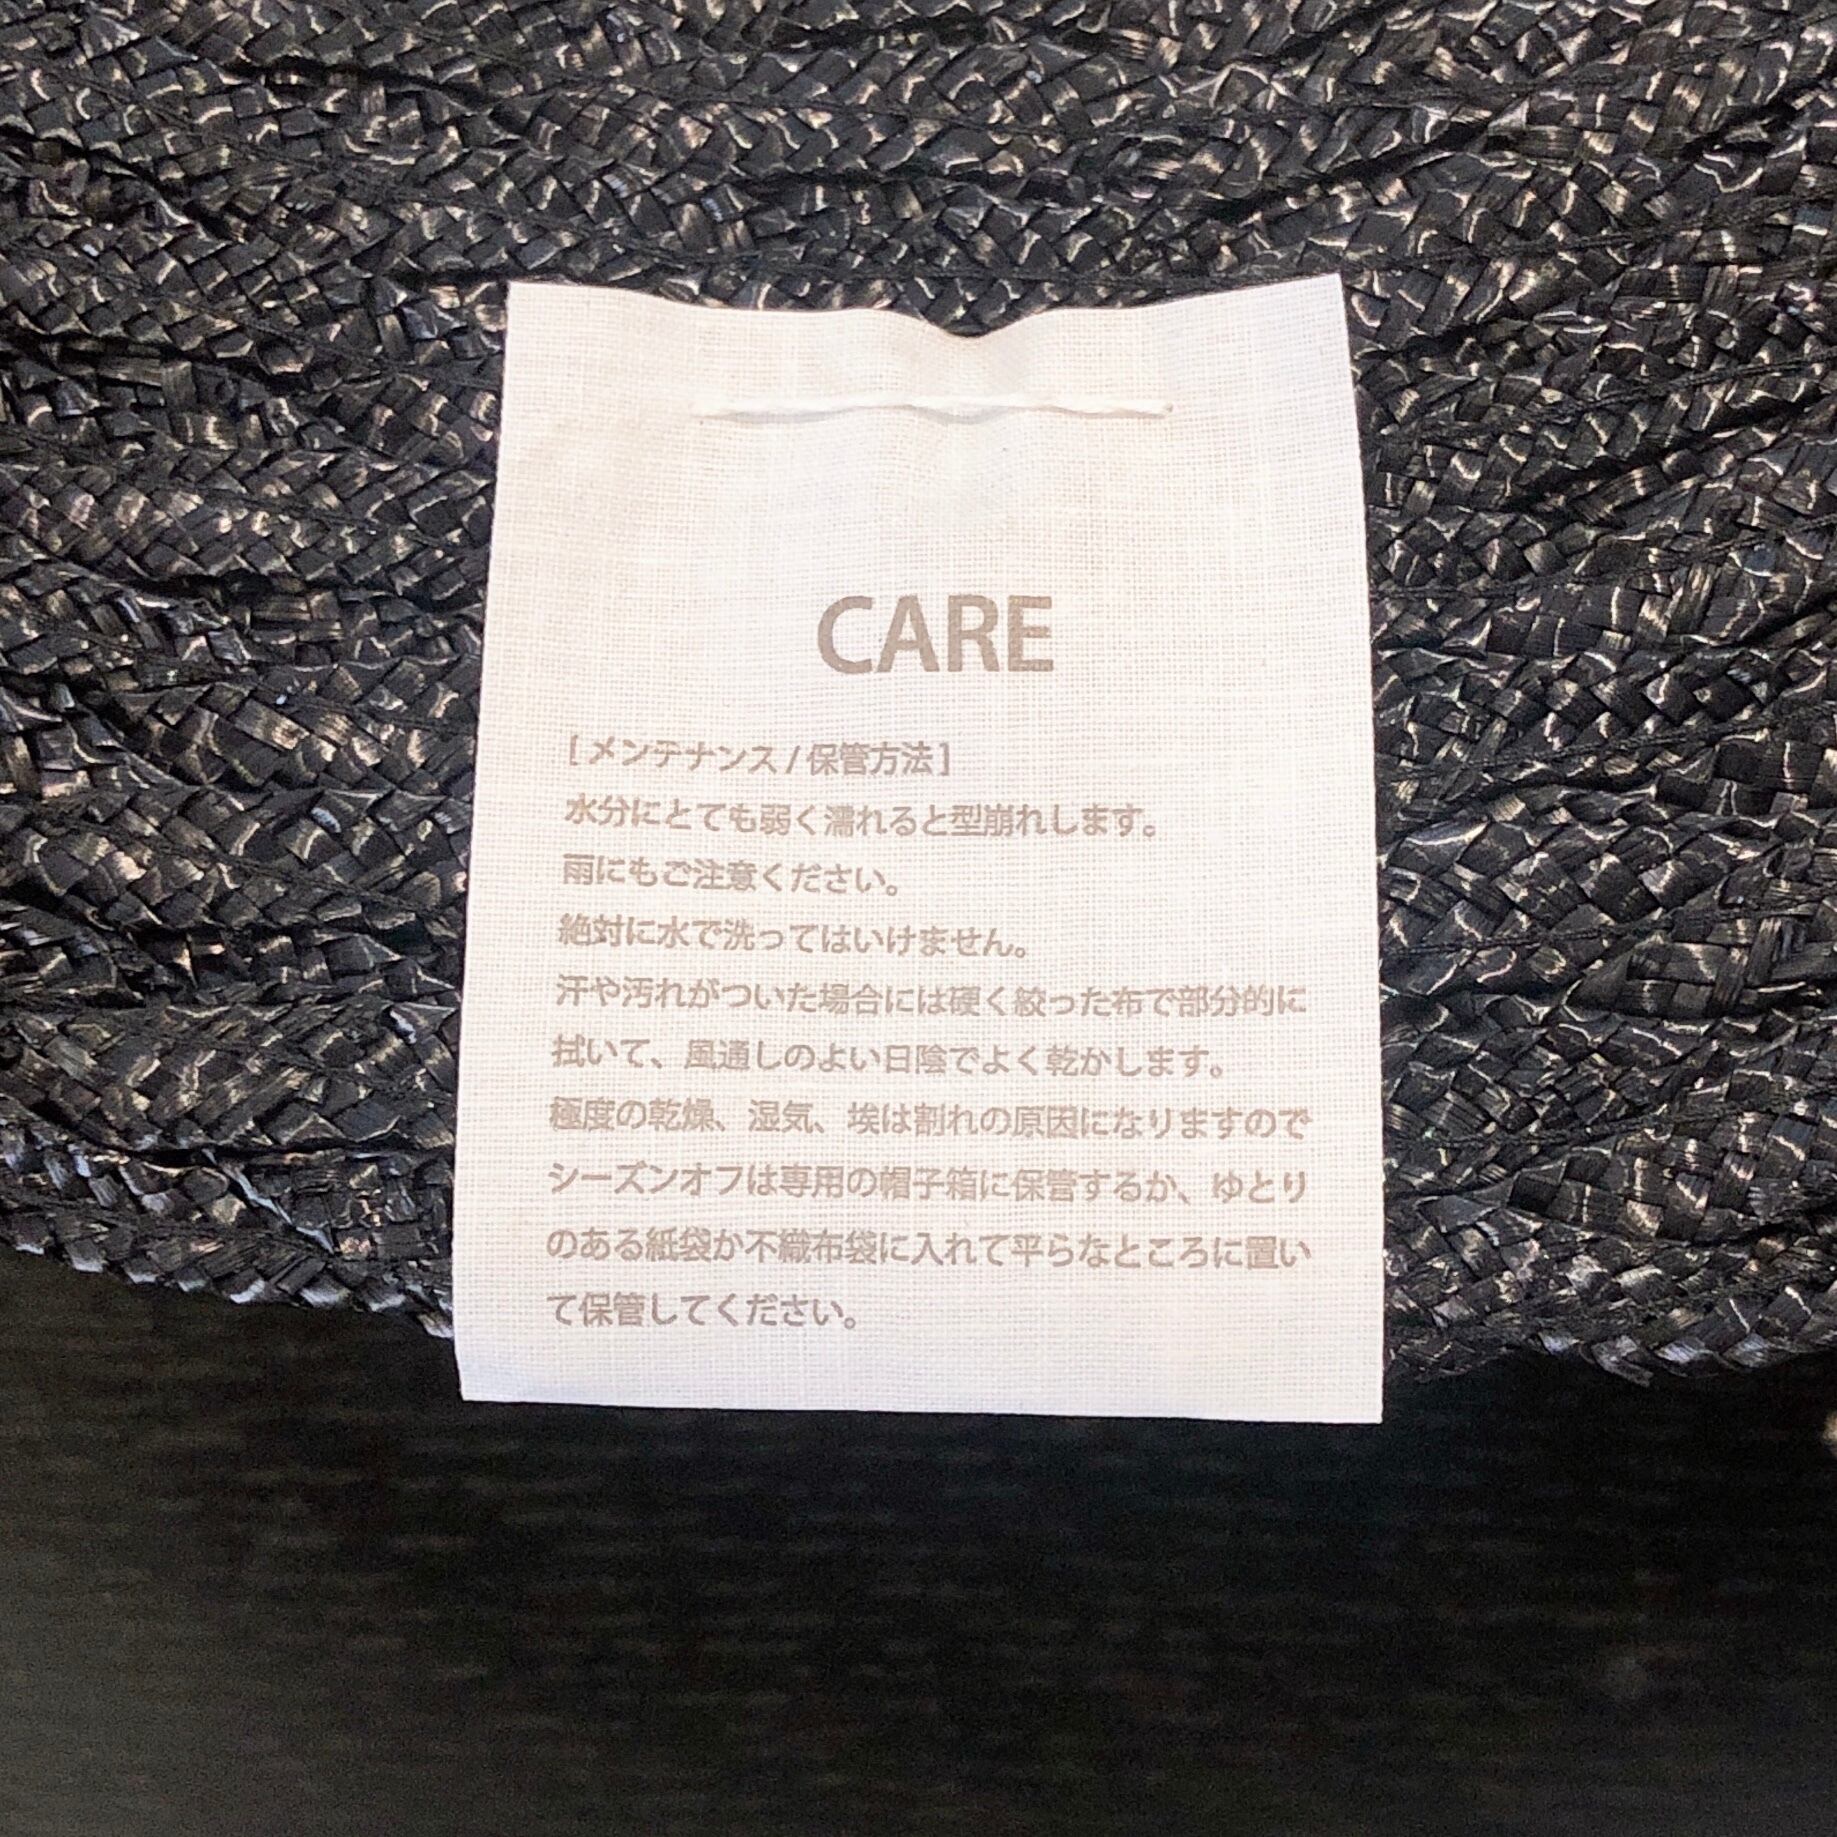 CARE
[ メンテナンス / 保管方法 ]
水分にとても弱く濡れると型崩れします。
雨にもご注意ください。
絶対に水で洗ってはいけません。
汗や汚れがついた場合には硬く絞った布で部分的に
拭いて、風通しのよい日陰でよく乾かします。
極度の乾燥、湿気、埃は割れの原因になりますので
シーズンオフは専用の帽子箱に保管するか、ゆとり
のある紙袋か不織布袋に入れて平らなところに置い
て保管してください。